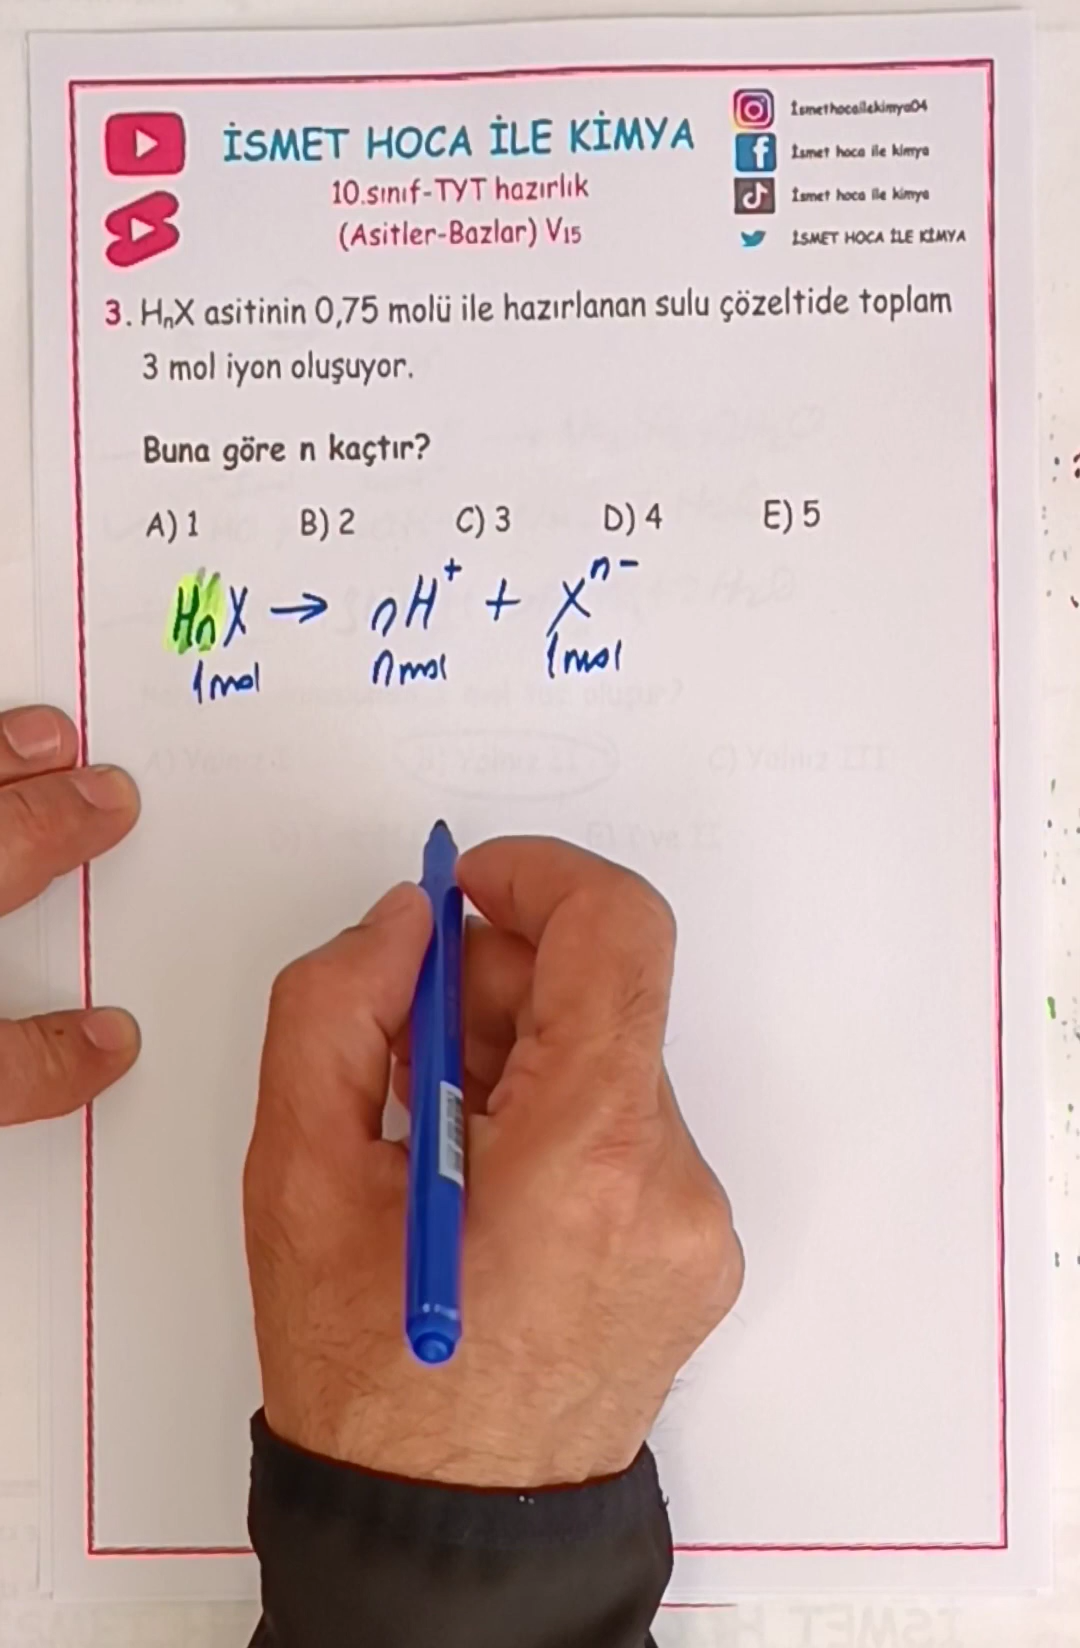 İSMET HOCA İLE KİMYA
10.sınıf-TYT hazırlık
(Asitler-Bazlar) V15
İsmethocailekimya04
İsmet hoca ile kimya
İsmet hoca ile kimya
İSMET HOCA İLE KİMYA
3. HnX asitinin 0,75 molü ile hazırlanan sulu çözeltide toplam
3 mol iyon oluşuyor.
Buna göre n kaçtır?
A) 1 B) 2 C) 3 D) 4 E) 5
HnX → nH⁺ + Xⁿ⁻
1mol nmol 1mol